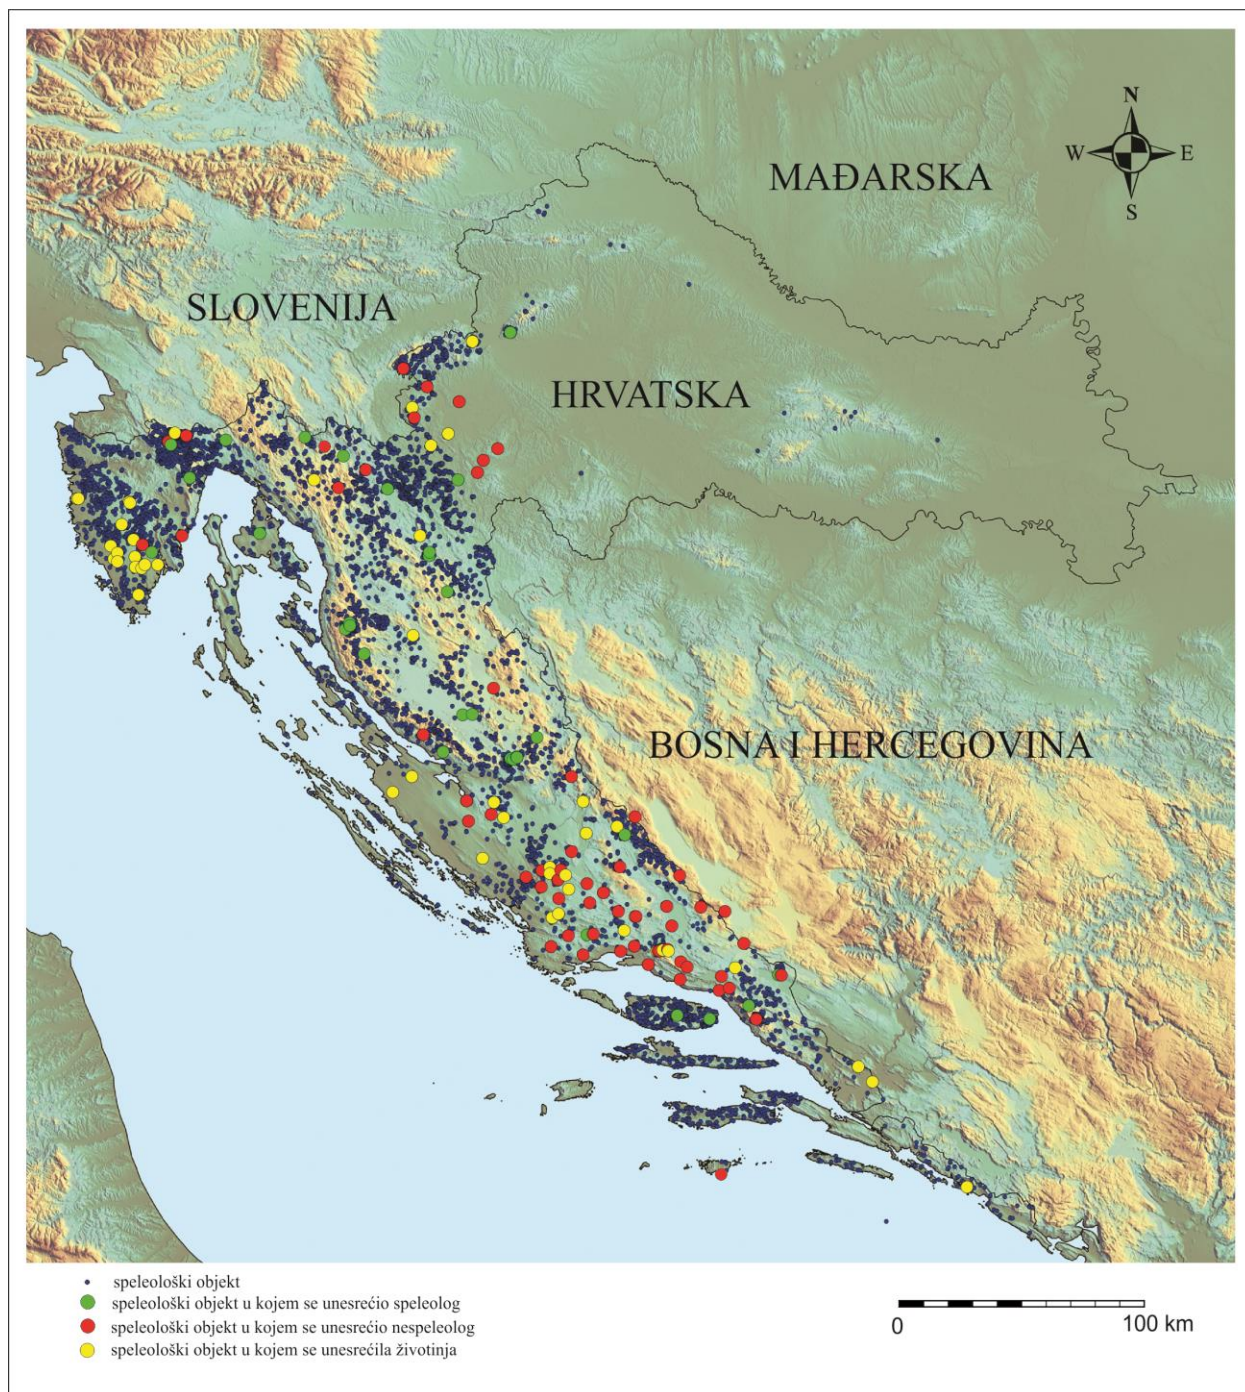 N
W E
S
MAĐARSKA
SLOVENIJA
HRVATSKA
BOSNA I HERCEGOVINA
speleološki objekt
speleološki objekt u kojem se unesrećio speleolog
speleološki objekt u kojem se unesrećio nespeleolog
speleološki objekt u kojem se unesrećila životinja
0 100 km